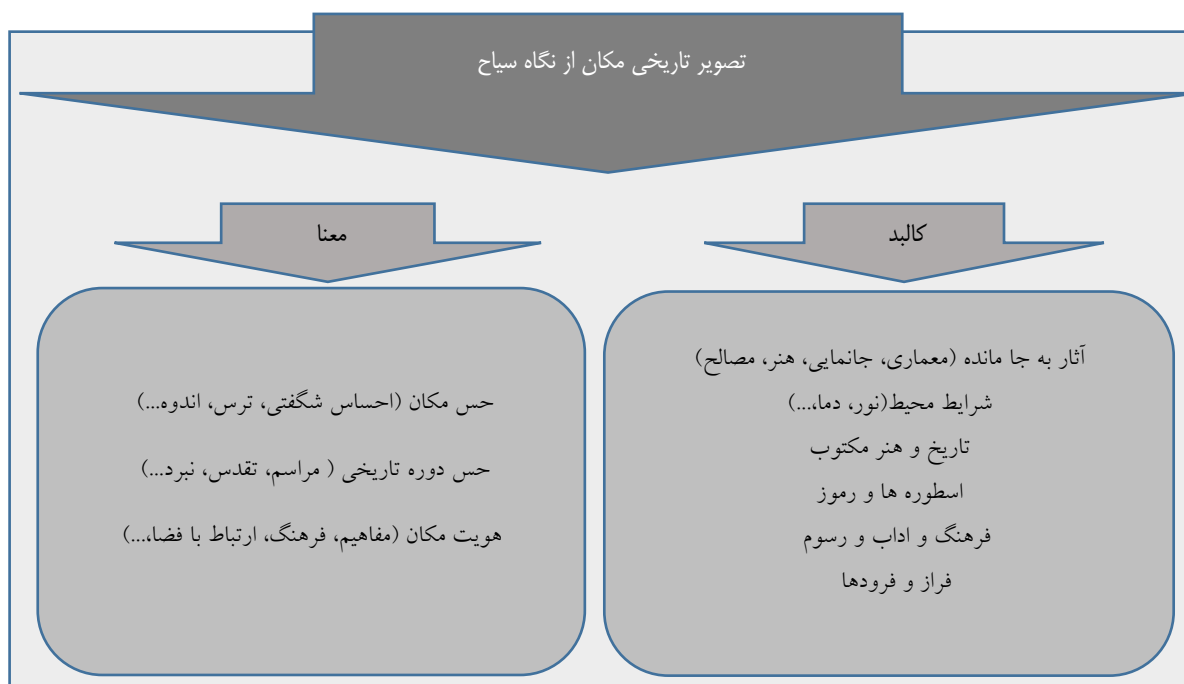 تصویر تاریخی مکان از نگاه سیاح
کالبد
آثار به جا مانده (معماری، جانمایی، هنر، مصالح)
شرایط محیط(نور، دما،...)
تاریخ و هنر مکتوب
اسطوره ها و رموز
فرهنگ و اداب و رسوم
فراز و فرودها
معنا
حس مکان (احساس شگفتی، ترس، اندوه...)
حس دوره تاریخی ( مراسم، تقدس، نبرد...)
هویت مکان (مفاهیم، فرهنگ، ارتباط با فضا،...)